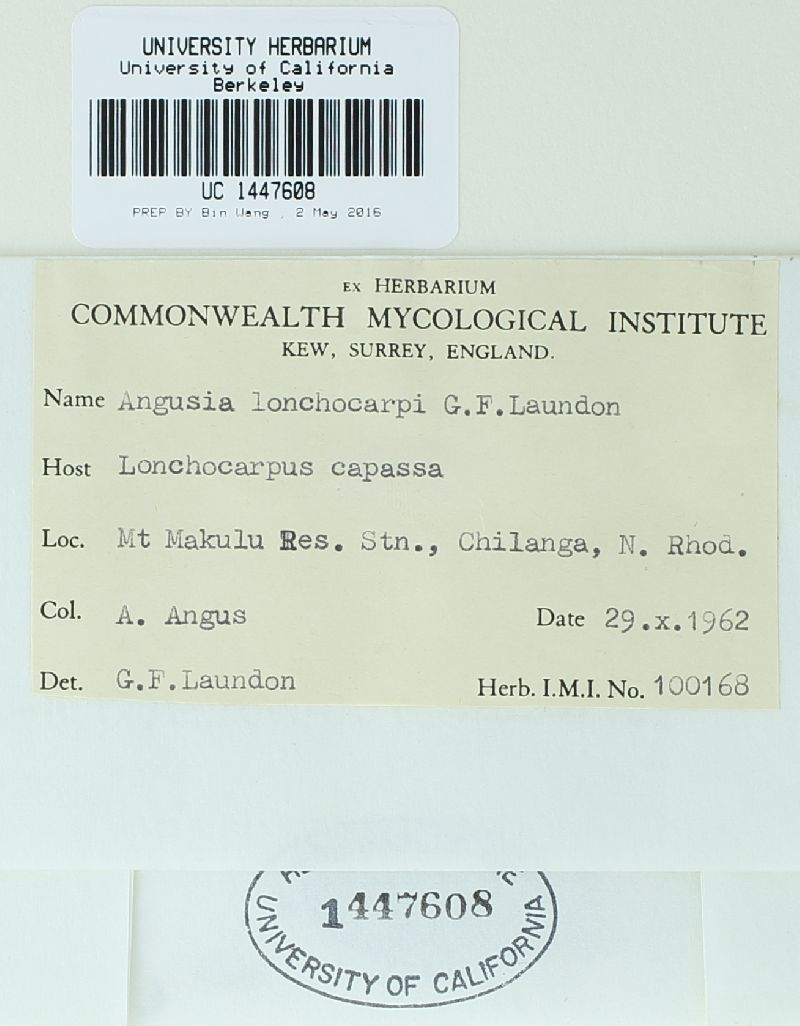 UNIVERSITY HERBARIUM
University of California
Berkeley
UC 1447608
PREP BY Bin Wang , 2 May 2016
EX HERBARIUM
COMMONWEALTH MYCOLOGICAL INSTITUTE
KEW, SURREY, ENGLAND.
Name Angusia lonchocarpi G.F.Laundon
Host Lonchocarpus capassa
Loc. Mt Makulu Res. Stn., Chilanga, N. Rhod.
Col. A. Angus Date 29.x.1962
Det. G.F.Laundon Herb. I.M.I. No. 100168
1447608
UNIVERSITY OF CALIFORNIA